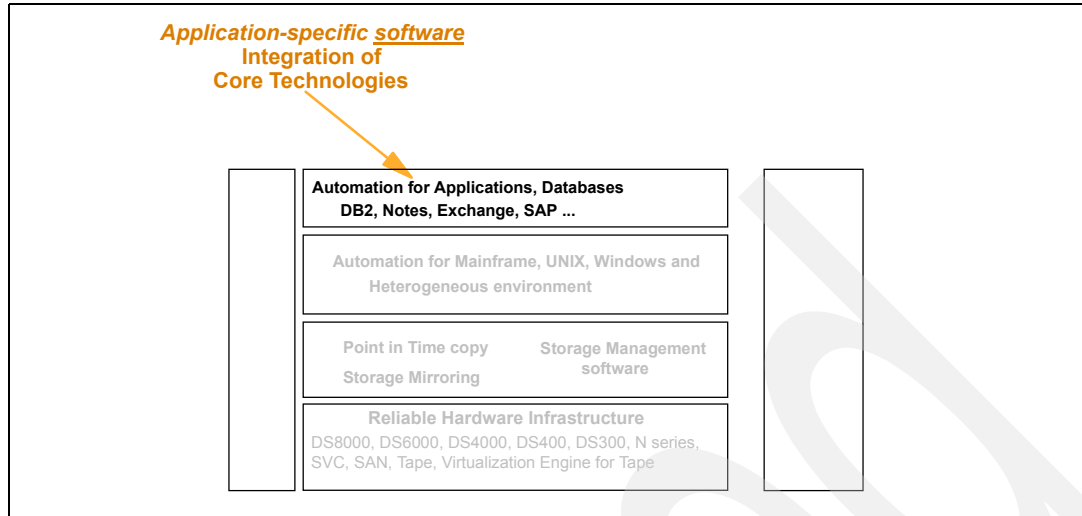 Application-specific software
Integration of
Core Technologies
Automation for Applications, Databases
DB2, Notes, Exchange, SAP ...
Automation for Mainframe, UNIX, Windows and
Heterogeneous environment
Point in Time copy
Storage Mirroring
Storage Management
software
Reliable Hardware Infrastructure
DS8000, DS6000, DS4000, DS400, DS300, N series,
SVC, SAN, Tape, Virtualization Engine for Tape